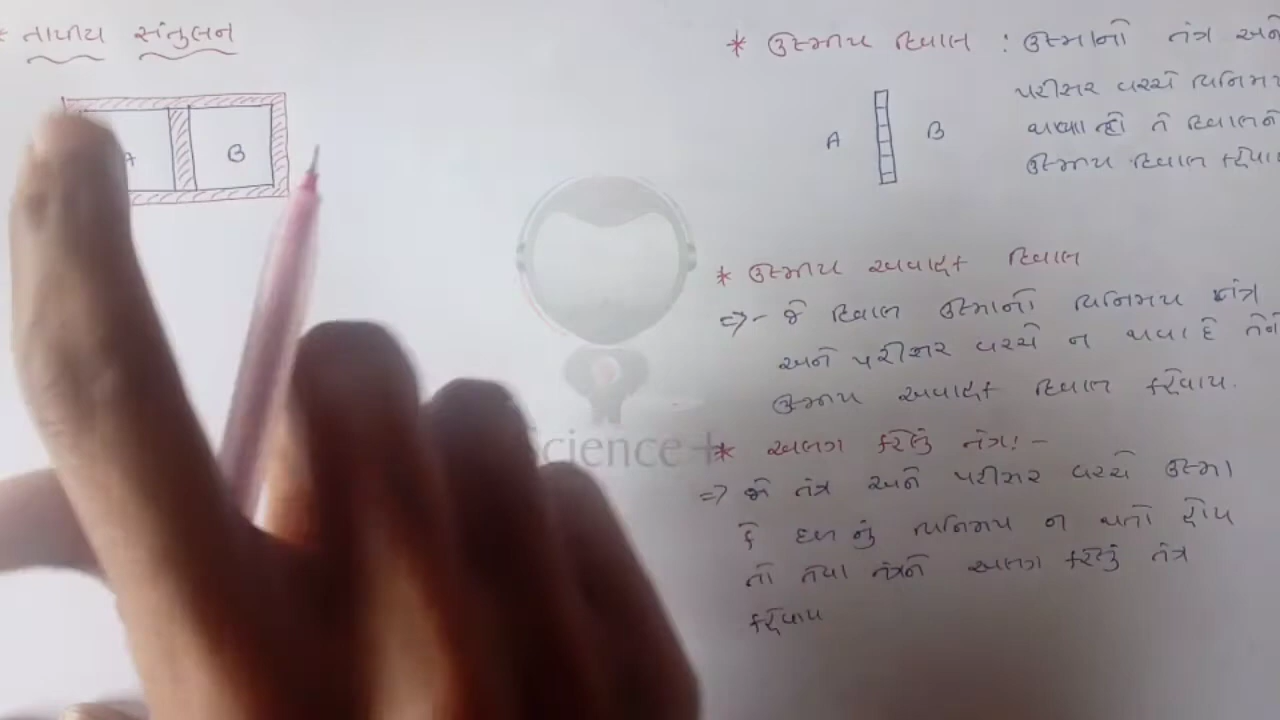 * તાપીય સંતુલન
A
B
* ઉષ્મીય દિવાલ : ઉષ્માનો તંત્ર અને
પરીસર વચ્ચે વિનિમય
થવા દે તે દિવાલને
ઉષ્મીય દિવાલ કહેવાય
A B
* ઉષ્મીય અવાહક દિવાલ
=> - જે દિવાલ ઉષ્માનો વિનિમય તંત્ર
અને પરીસર વચ્ચે ન થવા દે તેને
ઉષ્મીય અવાહક દિવાલ કહેવાય.
* અલગ કરેલું તંત્ર! -
=> જો તંત્ર અને પરીસર વચ્ચે ઉષ્મા
કે દળ નું વિનિમય ન થતો હોય
તો તેવા તંત્રને અલગ કરેલું તંત્ર
કહેવાય
Science +